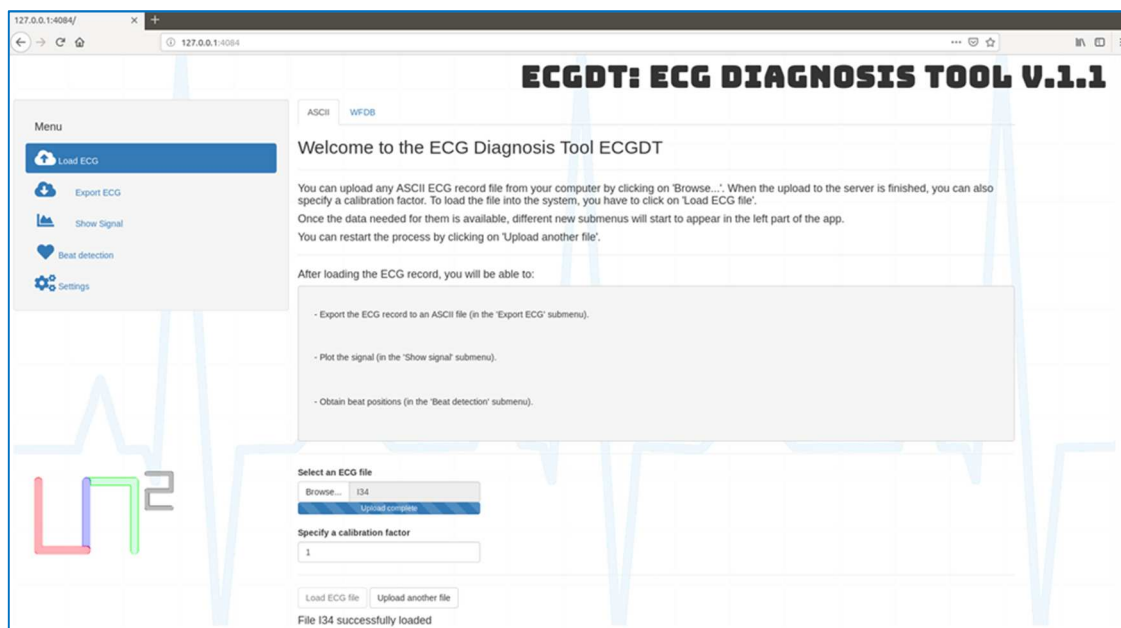 127.0.0.1:4084/
127.0.0.1:4084
ECGDT: ECG DIAGNOSIS TOOL V.1.1
Menu
Load ECG
Export ECG
Show Signal
Beat detection
Settings
ASCII WFDB
Welcome to the ECG Diagnosis Tool ECGDT
You can upload any ASCII ECG record file from your computer by clicking on 'Browse...'. When the upload to the server is finished, you can also
specify a calibration factor. To load the file into the system, you have to click on 'Load ECG file'.
Once the data needed for them is available, different new submenus will start to appear in the left part of the app.
You can restart the process by clicking on 'Upload another file'.
After loading the ECG record, you will be able to:
- Export the ECG record to an ASCII file (in the 'Export ECG' submenu).
- Plot the signal (in the 'Show signal' submenu).
- Obtain beat positions (in the 'Beat detection' submenu).
Select an ECG file
Browse... I34
Upload complete
Specify a calibration factor
1
Load ECG file Upload another file
File I34 successfully loaded